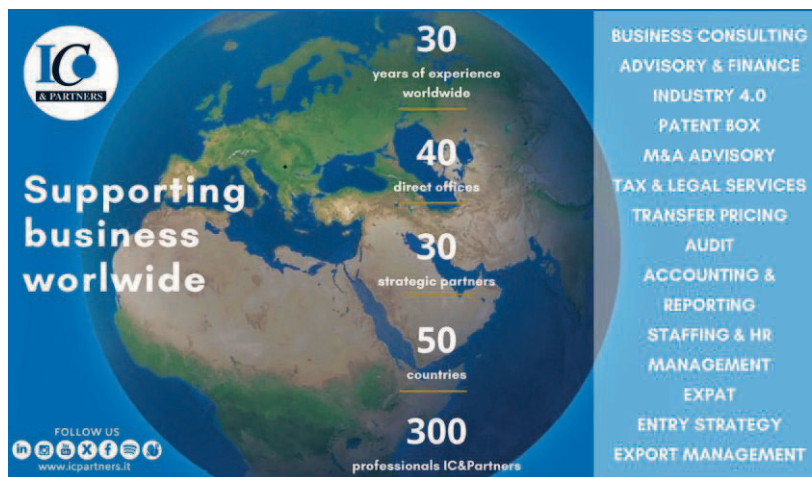 IC
& PARTNERS
Supporting
business
worlwide
30
years of experience
worldwide
40
direct offices
30
strategic partners
50
countries
300
professionals IC&Partners
FOLLOW US
in
X
f
www.icpartners.it
BUSINESS CONSULTING
ADVISORY & FINANCE
INDUSTRY 4.0
PATENT BOX
M&A ADVISORY
TAX & LEGAL SERVICES
TRANSFER PRICING
AUDIT
ACCOUNTING &
REPORTING
STAFFING & HR
MANAGEMENT
EXPAT
ENTRY STRATEGY
EXPORT MANAGEMENT